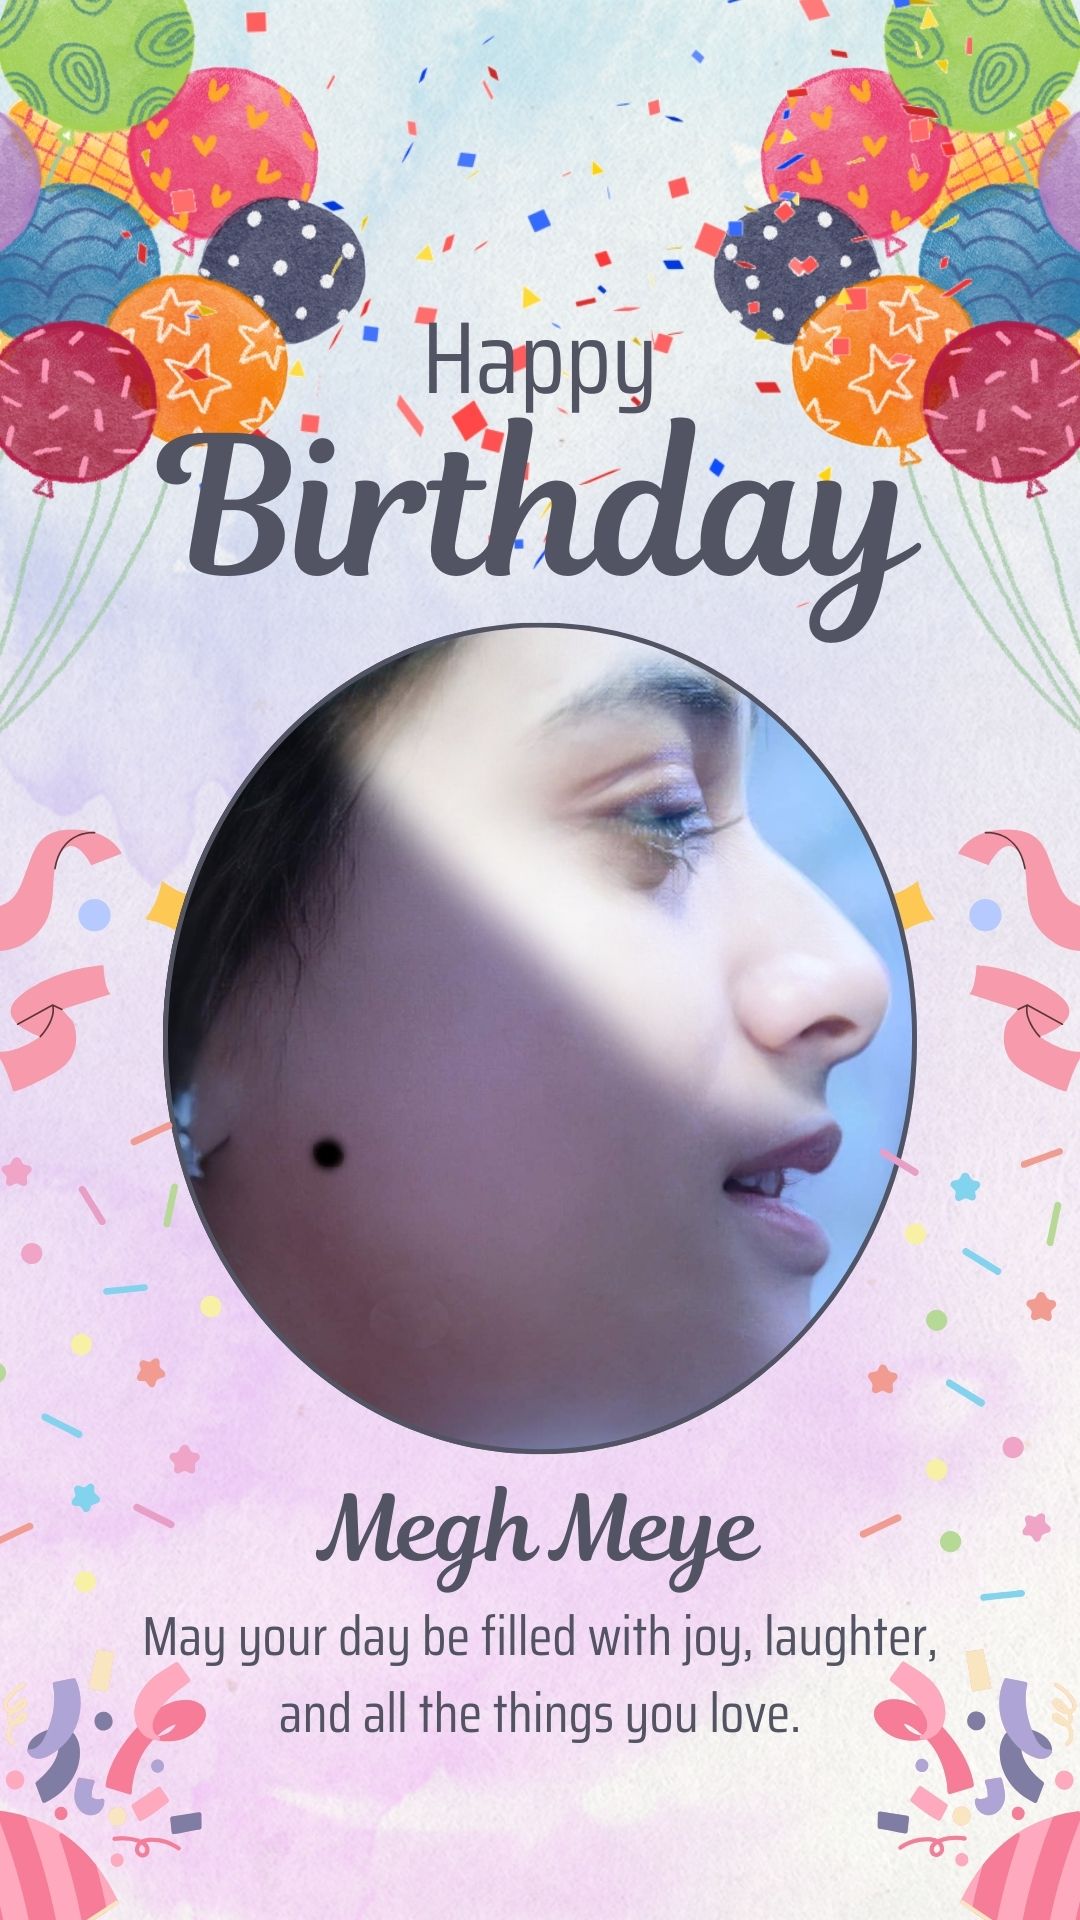 Happy
Birthday
Megh Meye
May your day be filled with joy, laughter,
and all the things you love.